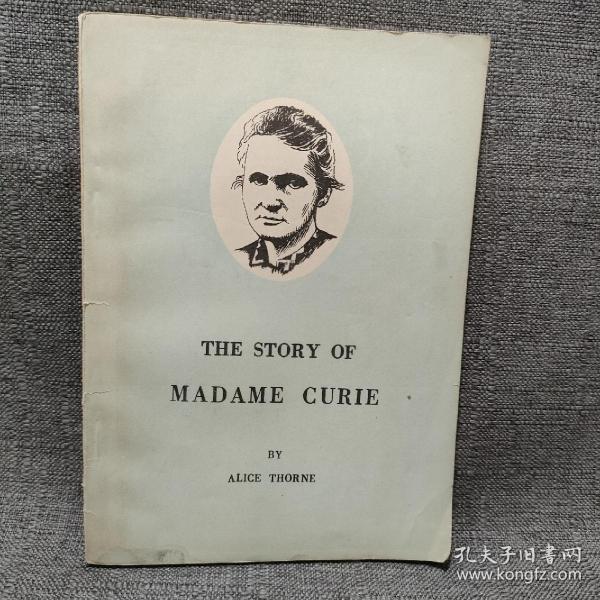 THE STORY OF
MADAME CURIE
BY
ALICE THORNE
孔夫子旧书网
www.kongfz.com